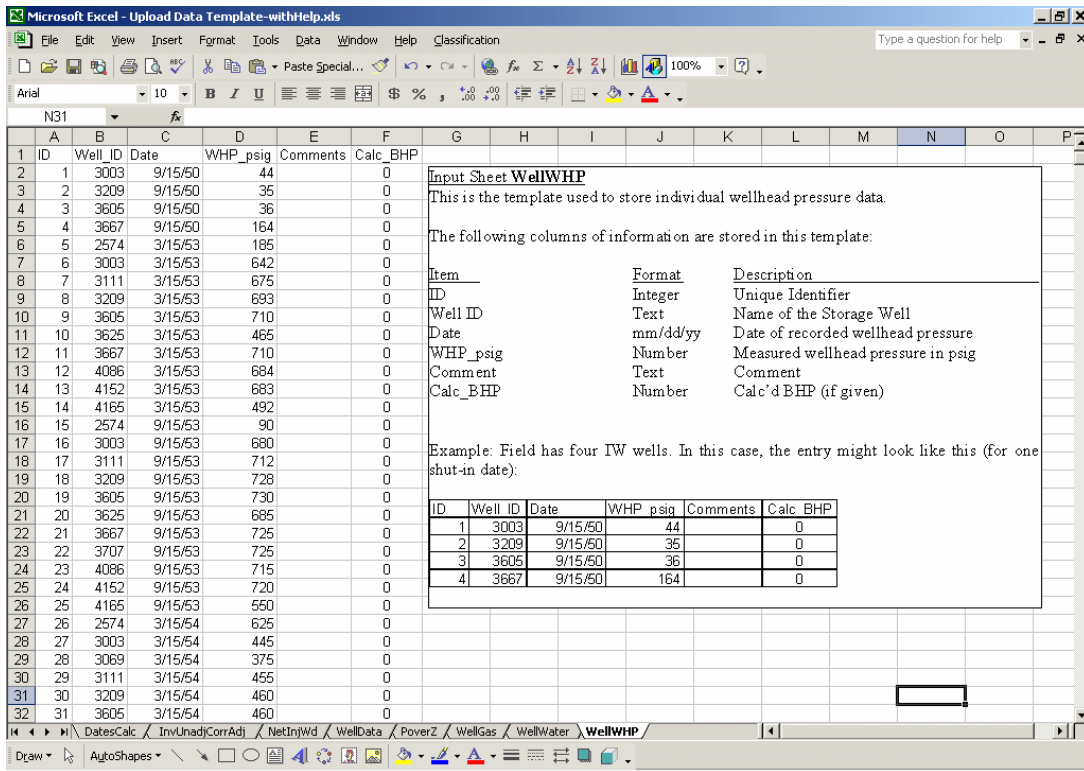 Microsoft Excel - Upload Data Template-withHelp.xls
File Edit View Insert Format Tools Data Window Help Classification Type a question for help
Paste Special... 100%
Arial 10 B I U $ % ,
N31 fx
A B C D E F G H I J K L M N O P
1 ID Well_ID Date WHP_psig Comments Calc_BHP
2 1 3003 9/15/50 44 0
3 2 3209 9/15/50 35 0
4 3 3605 9/15/50 36 0
5 4 3667 9/15/50 164 0
6 5 2574 3/15/53 185 0
7 6 3003 3/15/53 642 0
8 7 3111 3/15/53 675 0
9 8 3209 3/15/53 693 0
10 9 3605 3/15/53 710 0
11 10 3625 3/15/53 465 0
12 11 3667 3/15/53 710 0
13 12 4086 3/15/53 684 0
14 13 4152 3/15/53 683 0
15 14 4165 3/15/53 492 0
16 15 2574 9/15/53 90 0
17 16 3003 9/15/53 680 0
18 17 3111 9/15/53 712 0
19 18 3209 9/15/53 728 0
20 19 3605 9/15/53 730 0
21 20 3625 9/15/53 685 0
22 21 3667 9/15/53 725 0
23 22 3707 9/15/53 725 0
24 23 4086 9/15/53 715 0
25 24 4152 9/15/53 720 0
26 25 4165 9/15/53 550 0
27 26 2574 3/15/54 625 0
28 27 3003 3/15/54 445 0
29 28 3069 3/15/54 375 0
30 29 3111 3/15/54 455 0
31 30 3209 3/15/54 460 0
32 31 3605 3/15/54 460 0
Input Sheet WellWHP
This is the template used to store individual wellhead pressure data.
The following columns of information are stored in this template:
Item Format Description
ID Integer Unique Identifier
Well ID Text Name of the Storage Well
Date mm/dd/yy Date of recorded wellhead pressure
WHP_psig Number Measured wellhead pressure in psig
Comment Text Comment
Calc_BHP Number Calc'd BHP (if given)
Example: Field has four IW wells. In this case, the entry might look like this (for one
shut-in date):
ID Well ID Date WHP psig Comments Calc BHP
1 3003 9/15/50 44 0
2 3209 9/15/50 35 0
3 3605 9/15/50 36 0
4 3667 9/15/50 164 0
DatesCalc / InvUnadjCorrAdj / NetInjWd / WellData / PoverZ / WellGas / WellWater \ WellWHP /
Draw AutoShapes